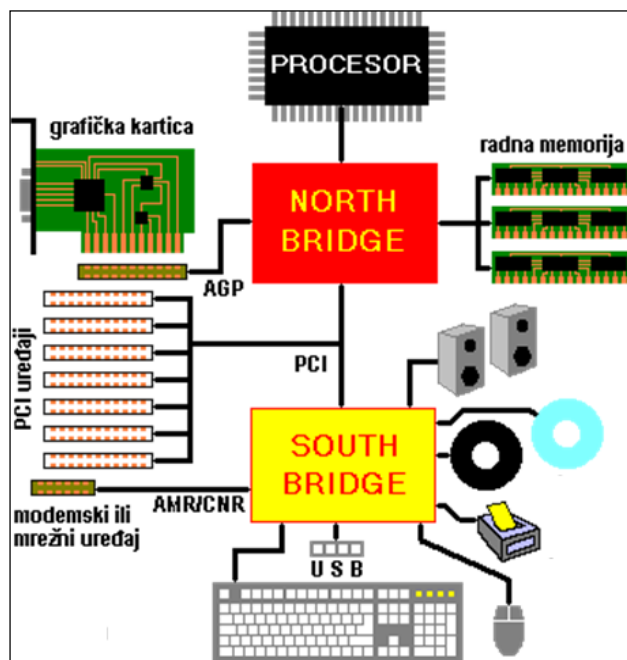 PROCESOR
grafička kartica
radna memorija
NORTH
BRIDGE
AGP
PCI uređaji
PCI
SOUTH
BRIDGE
AMR/CNR
modemski ili
mrežni uređaj
USB